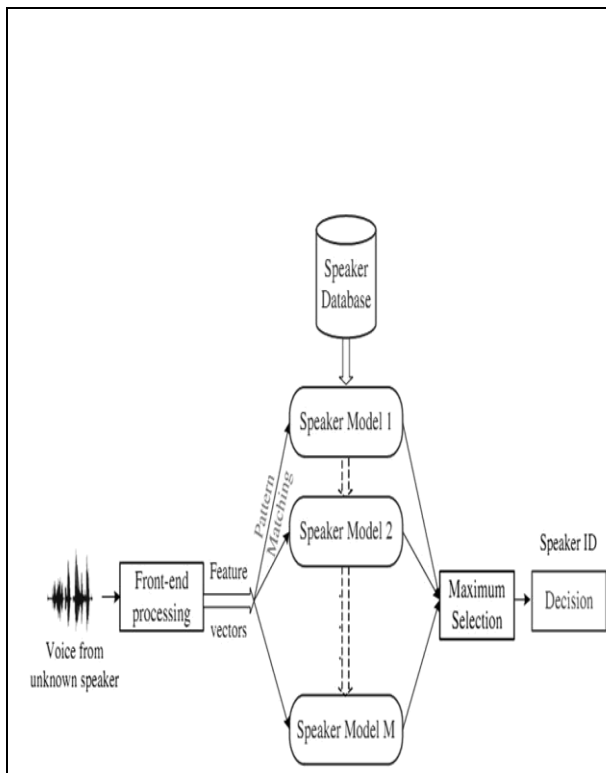 Speaker
Database
Speaker Model 1
Pattern
Matching
Speaker Model 2
Speaker ID
Front-end
processing
Feature
vectors
Maximum
Selection
Decision
Voice from
unknown speaker
Speaker Model M